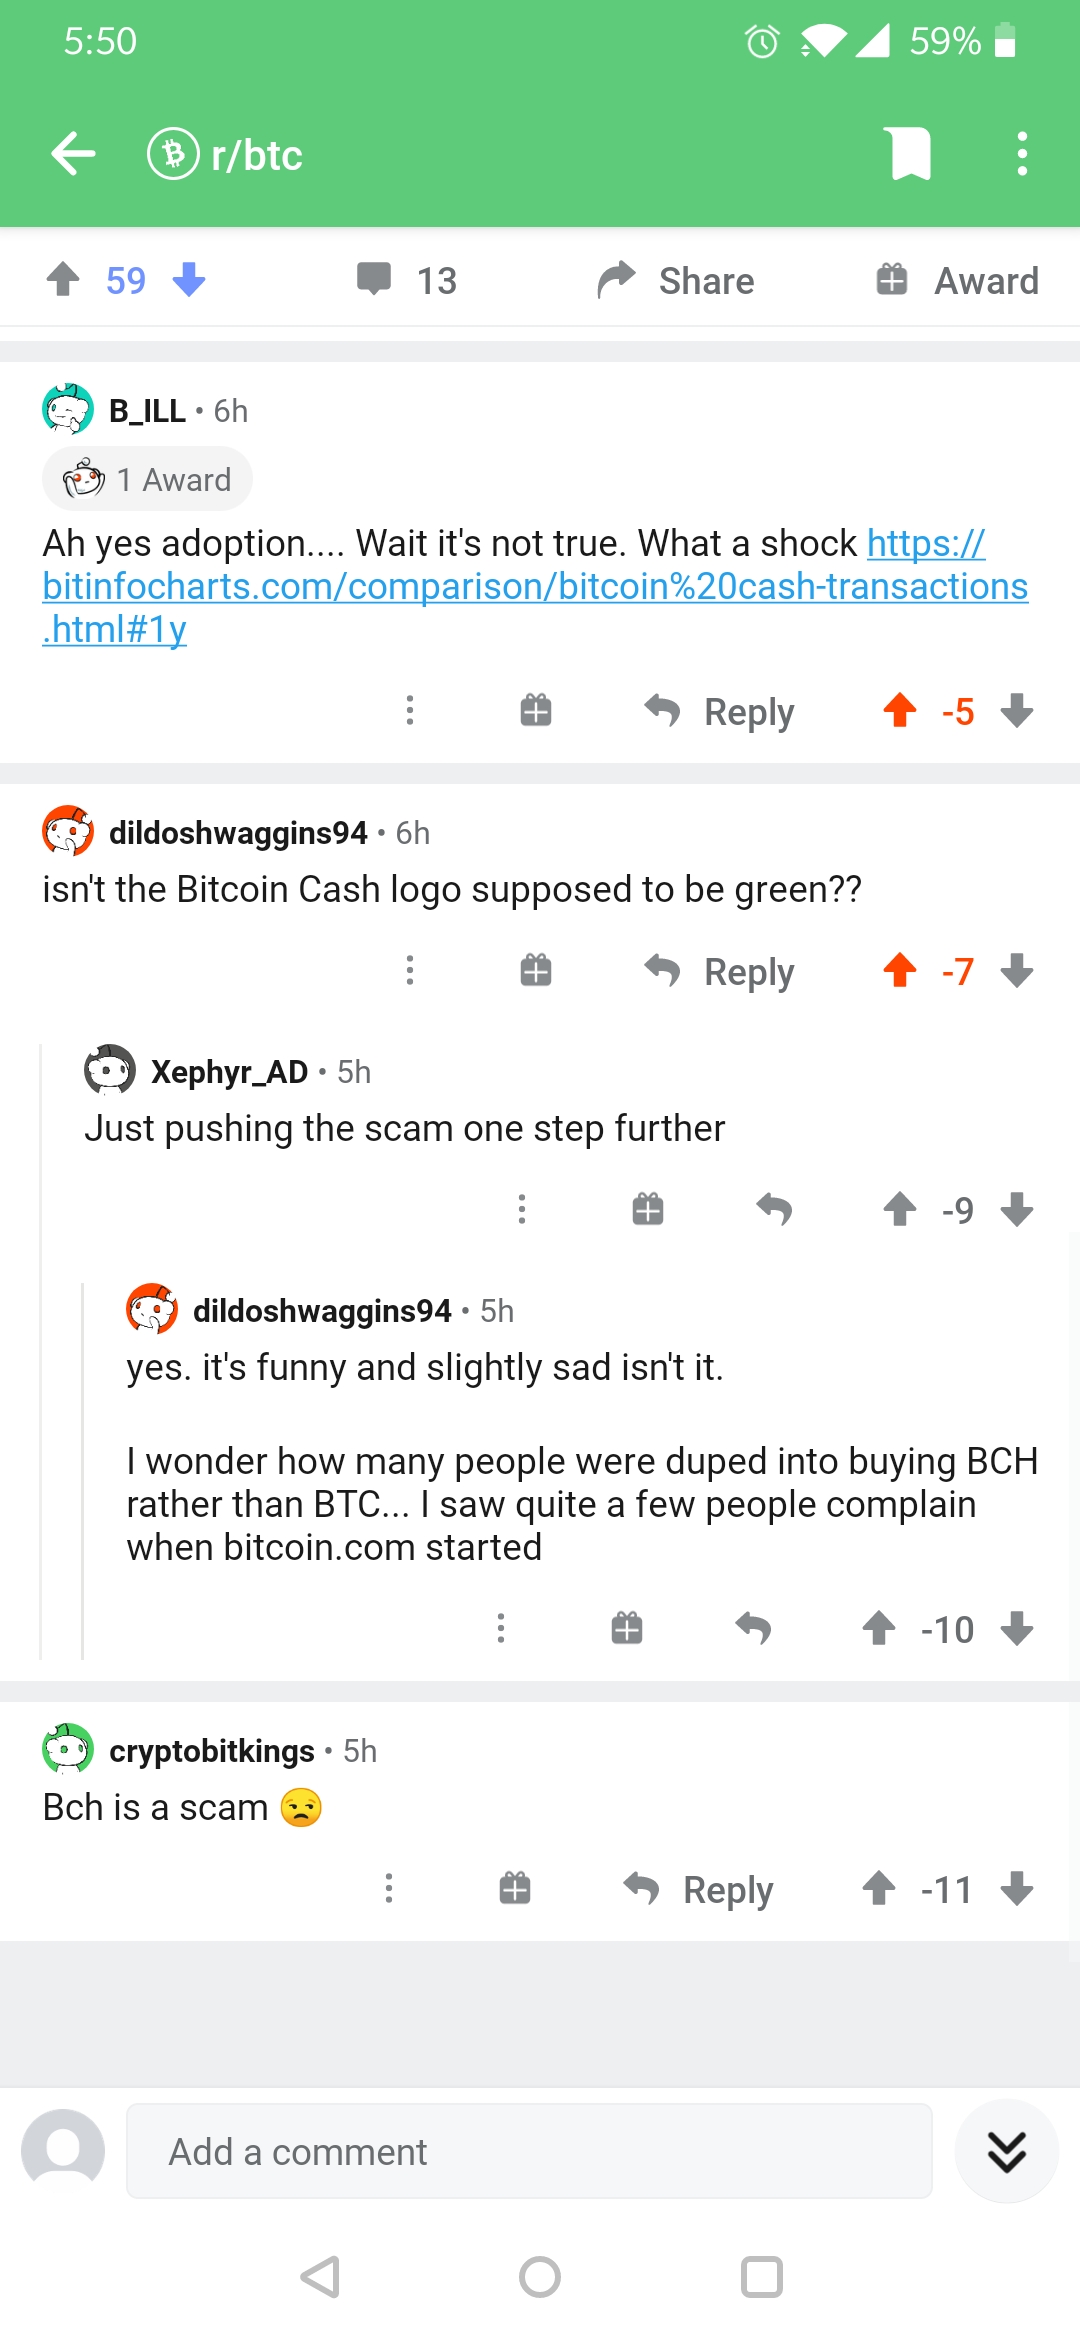 5:50
59%
r/btc
59
13
Share
Award
B_ILL • 6h
1 Award
Ah yes adoption.... Wait it's not true. What a shock https://
bitinfocharts.com/comparison/bitcoin%20cash-transactions
.html#1y
Reply
-5
dildoshwaggins94 • 6h
isn't the Bitcoin Cash logo supposed to be green??
Reply
-7
Xephyr_AD • 5h
Just pushing the scam one step further
-9
dildoshwaggins94 • 5h
yes. it's funny and slightly sad isn't it.
I wonder how many people were duped into buying BCH
rather than BTC... I saw quite a few people complain
when bitcoin.com started
-10
cryptobitkings • 5h
Bch is a scam 😒
Reply
-11
Add a comment